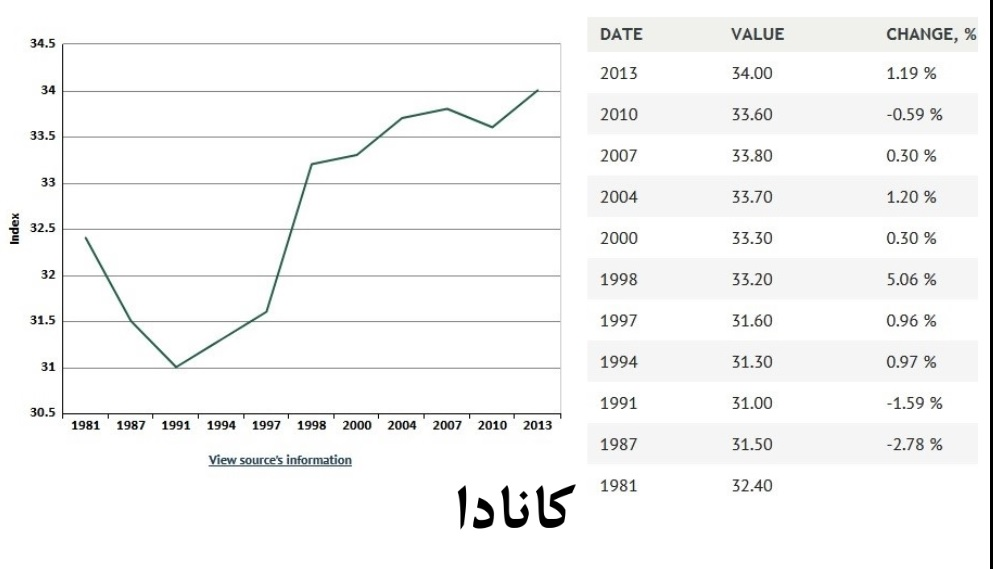 34.5
34
33.5
33
32.5
32
31.5
31
30.5
Index
1981 1987 1991 1994 1997 1998 2000 2004 2007 2010 2013
View source's information
DATE VALUE CHANGE, %
2013 34.00 1.19 %
2010 33.60 -0.59 %
2007 33.80 0.30 %
2004 33.70 1.20 %
2000 33.30 0.30 %
1998 33.20 5.06 %
1997 31.60 0.96 %
1994 31.30 0.97 %
1991 31.00 -1.59 %
1987 31.50 -2.78 %
1981 32.40
کانادا